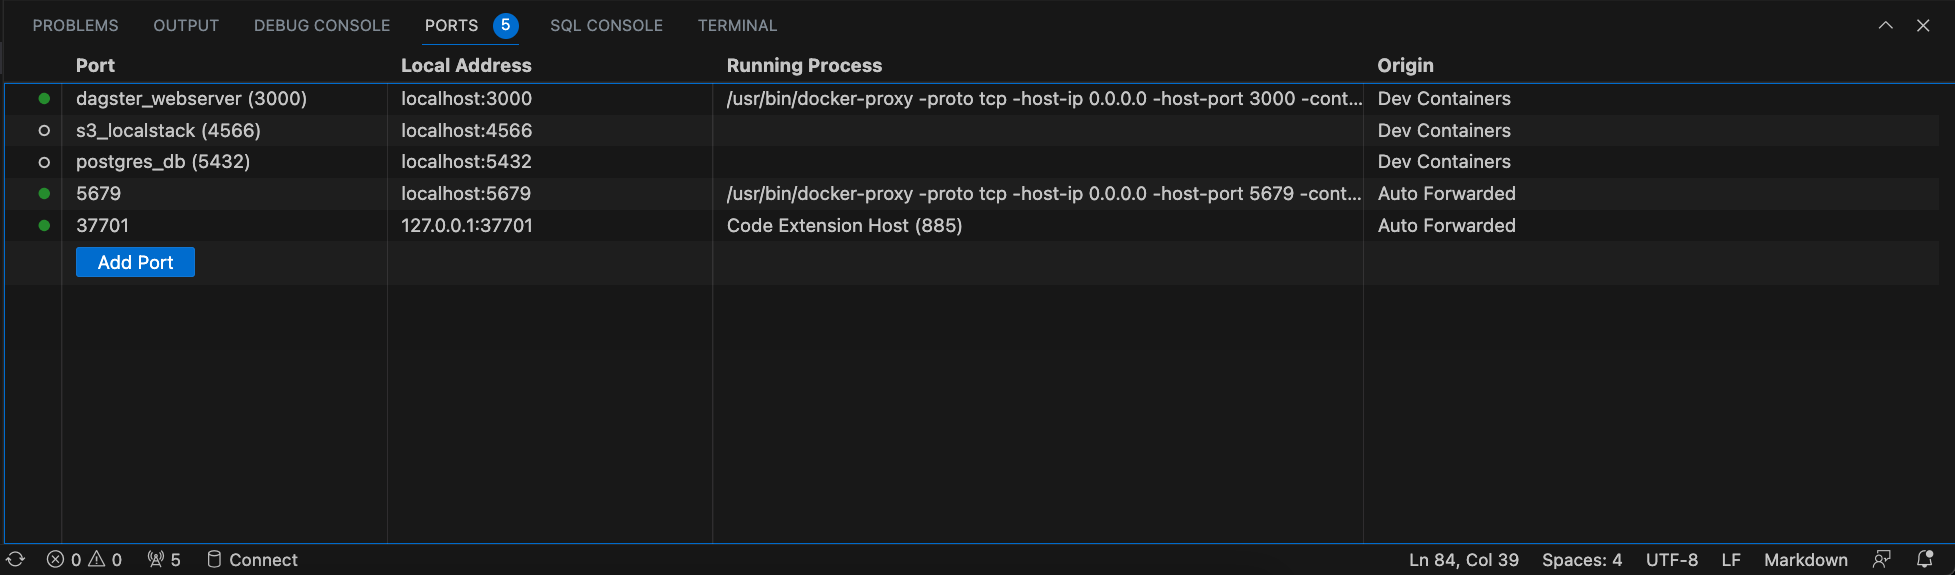 PROBLEMS OUTPUT DEBUG CONSOLE PORTS 5 SQL CONSOLE TERMINAL
Port Local Address Running Process Origin
dagster_webserver (3000) localhost:3000 /usr/bin/docker-proxy -proto tcp -host-ip 0.0.0.0 -host-port 3000 -cont... Dev Containers
s3_localstack (4566) localhost:4566 Dev Containers
postgres_db (5432) localhost:5432 Dev Containers
5679 localhost:5679 /usr/bin/docker-proxy -proto tcp -host-ip 0.0.0.0 -host-port 5679 -cont... Auto Forwarded
37701 127.0.0.1:37701 Code Extension Host (885) Auto Forwarded
Add Port
0 0 5 Connect Ln 84, Col 39 Spaces: 4 UTF-8 LF Markdown